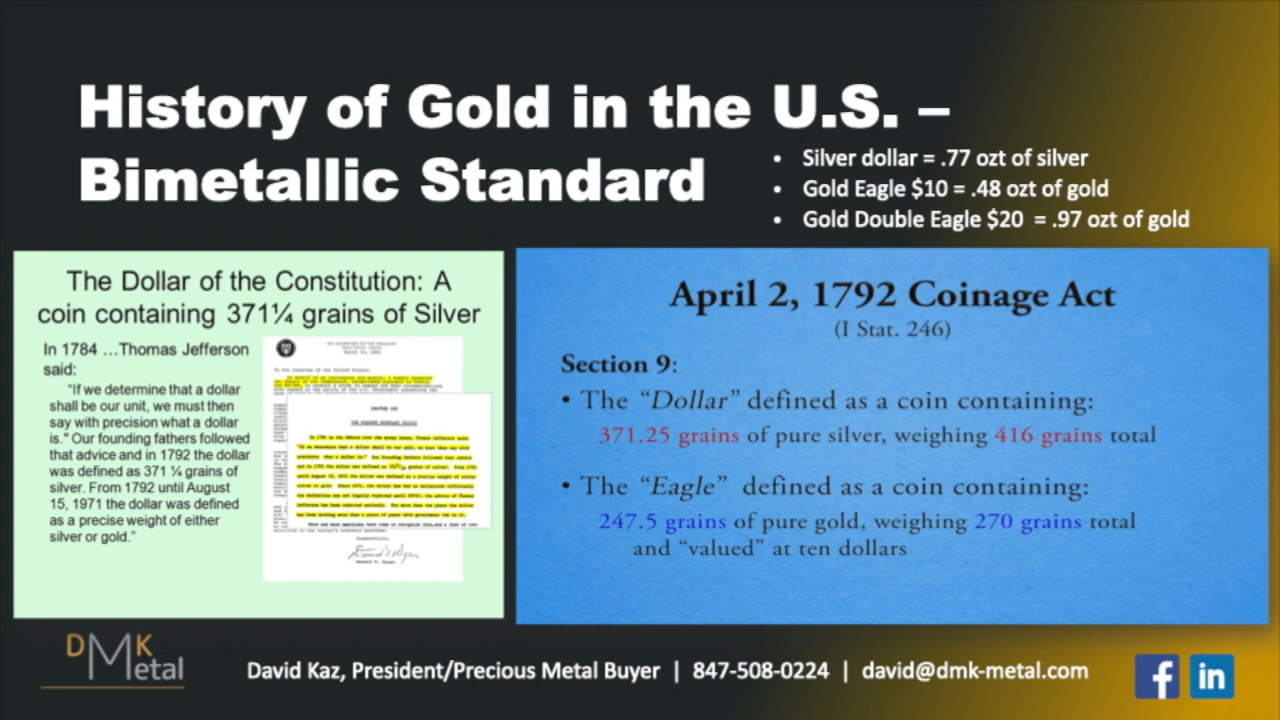 History of Gold in the U.S. –
Bimetallic Standard
• Silver dollar = .77 ozt of silver
• Gold Eagle $10 = .48 ozt of gold
• Gold Double Eagle $20 = .97 ozt of gold
The Dollar of the Constitution: A
coin containing 371¼ grains of Silver
In 1784 …Thomas Jefferson
said:
"If we determine that a dollar
shall be our unit, we must then
say with precision what a dollar
is." Our founding fathers followed
that advice and in 1792 the dollar
was defined as 371 ¼ grains of
silver. From 1792 until August
15, 1971 the dollar was defined
as a precise weight of either
silver or gold."
April 2, 1792 Coinage Act
(I Stat. 246)
Section 9:
• The “Dollar” defined as a coin containing:
371.25 grains of pure silver, weighing 416 grains total
• The “Eagle” defined as a coin containing:
247.5 grains of pure gold, weighing 270 grains total
and “valued” at ten dollars
DMK
Metal
David Kaz, President/Precious Metal Buyer | 847-508-0224 | david@dmk-metal.com
f in